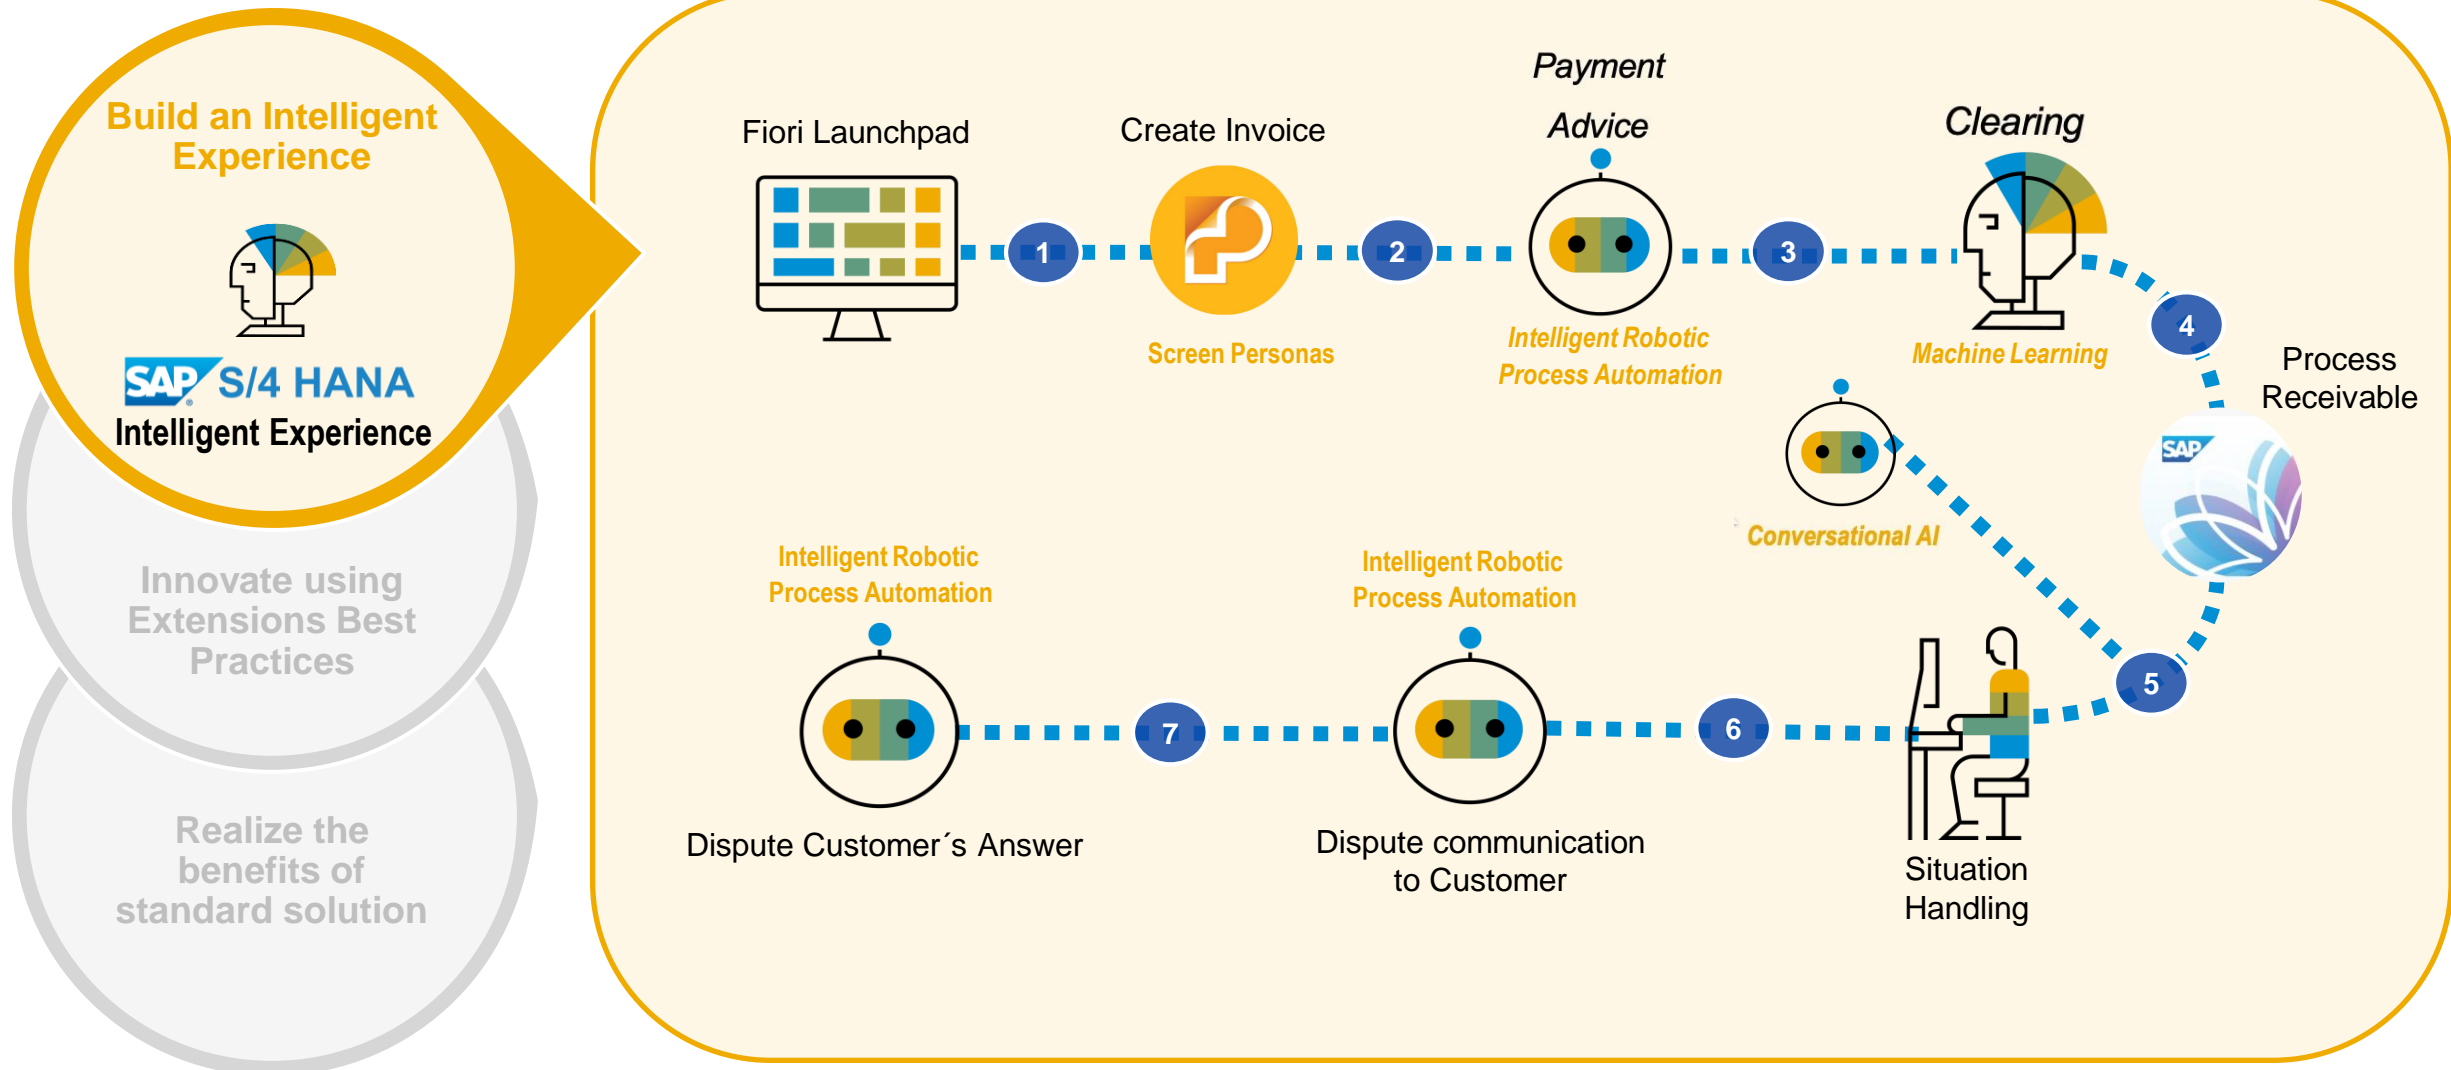 Build an Intelligent
Experience
SAP S/4 HANA
Intelligent Experience
Innovate using
Extensions Best
Practices
Realize the
benefits of
standard solution
Fiori Launchpad
1
Create Invoice
Screen Personas
2
Payment
Advice
Intelligent Robotic
Process Automation
3
Clearing
Machine Learning
4
Process
Receivable
SAP
Conversational AI
5
Situation
Handling
6
Intelligent Robotic
Process Automation
Dispute communication
to Customer
7
Intelligent Robotic
Process Automation
Dispute Customer´s Answer